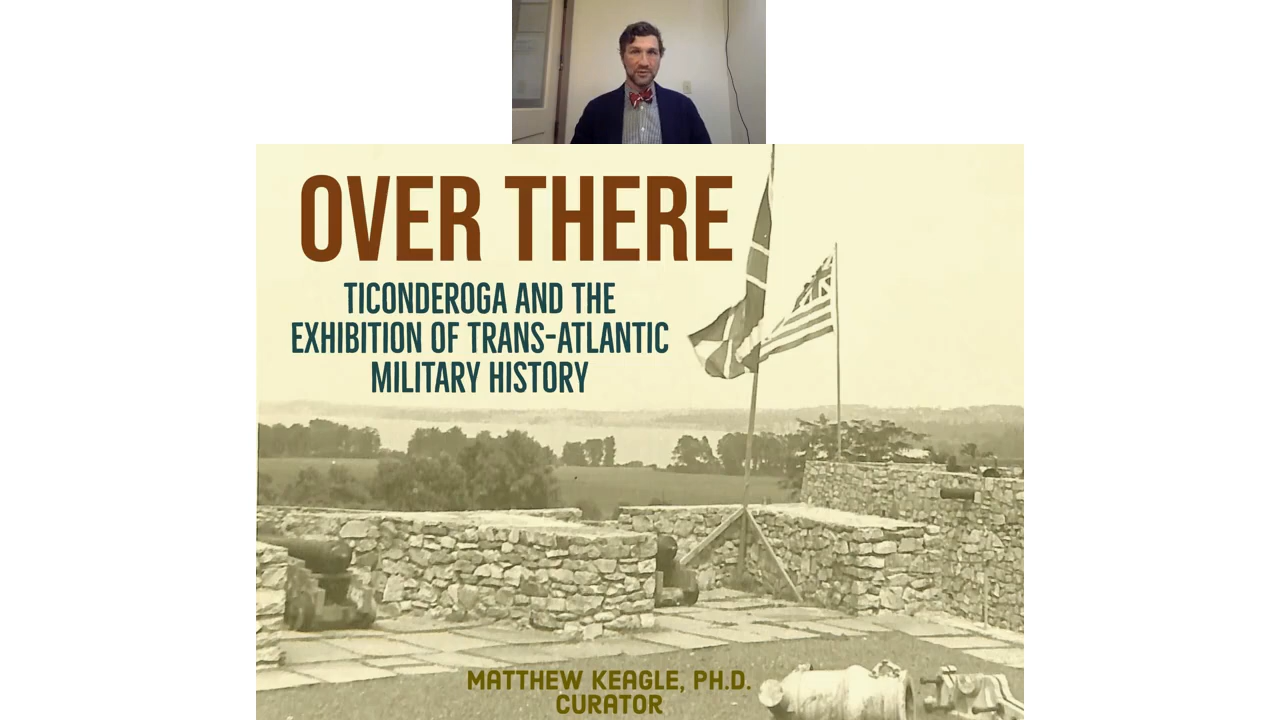 OVER THERE
TICONDEROGA AND THE
EXHIBITION OF TRANS-ATLANTIC
MILITARY HISTORY
MATTHEW KEAGLE, PH.D.
CURATOR